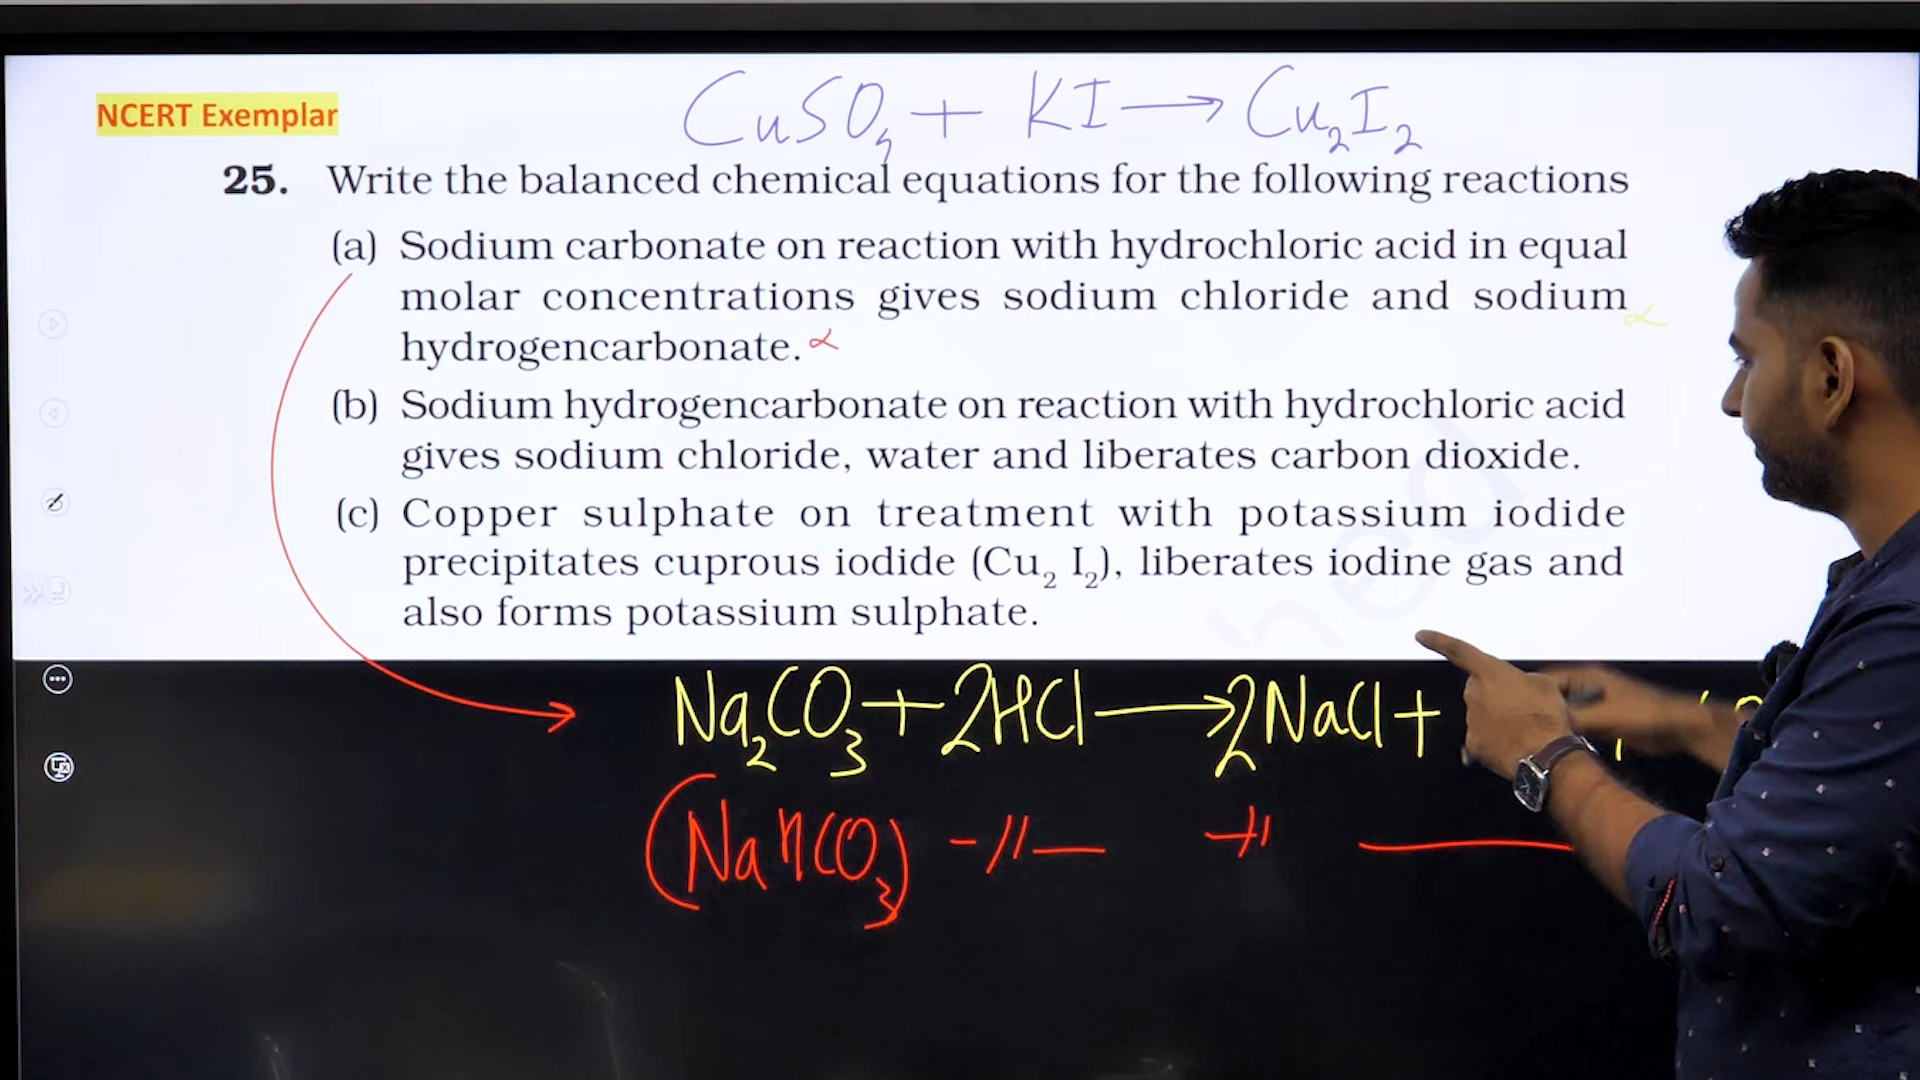 CuSO4 + KI → Cu2I2
NCERT Exemplar
25. Write the balanced chemical equations for the following reactions
(a) Sodium carbonate on reaction with hydrochloric acid in equal
molar concentrations gives sodium chloride and sodium
hydrogencarbonate. α
(b) Sodium hydrogencarbonate on reaction with hydrochloric acid
gives sodium chloride, water and liberates carbon dioxide.
(c) Copper sulphate on treatment with potassium iodide
precipitates cuprous iodide (Cu2 I2), liberates iodine gas and
also forms potassium sulphate.
Na2CO3 + 2HCl → 2NaCl +
(NaHCO3) -//— -//